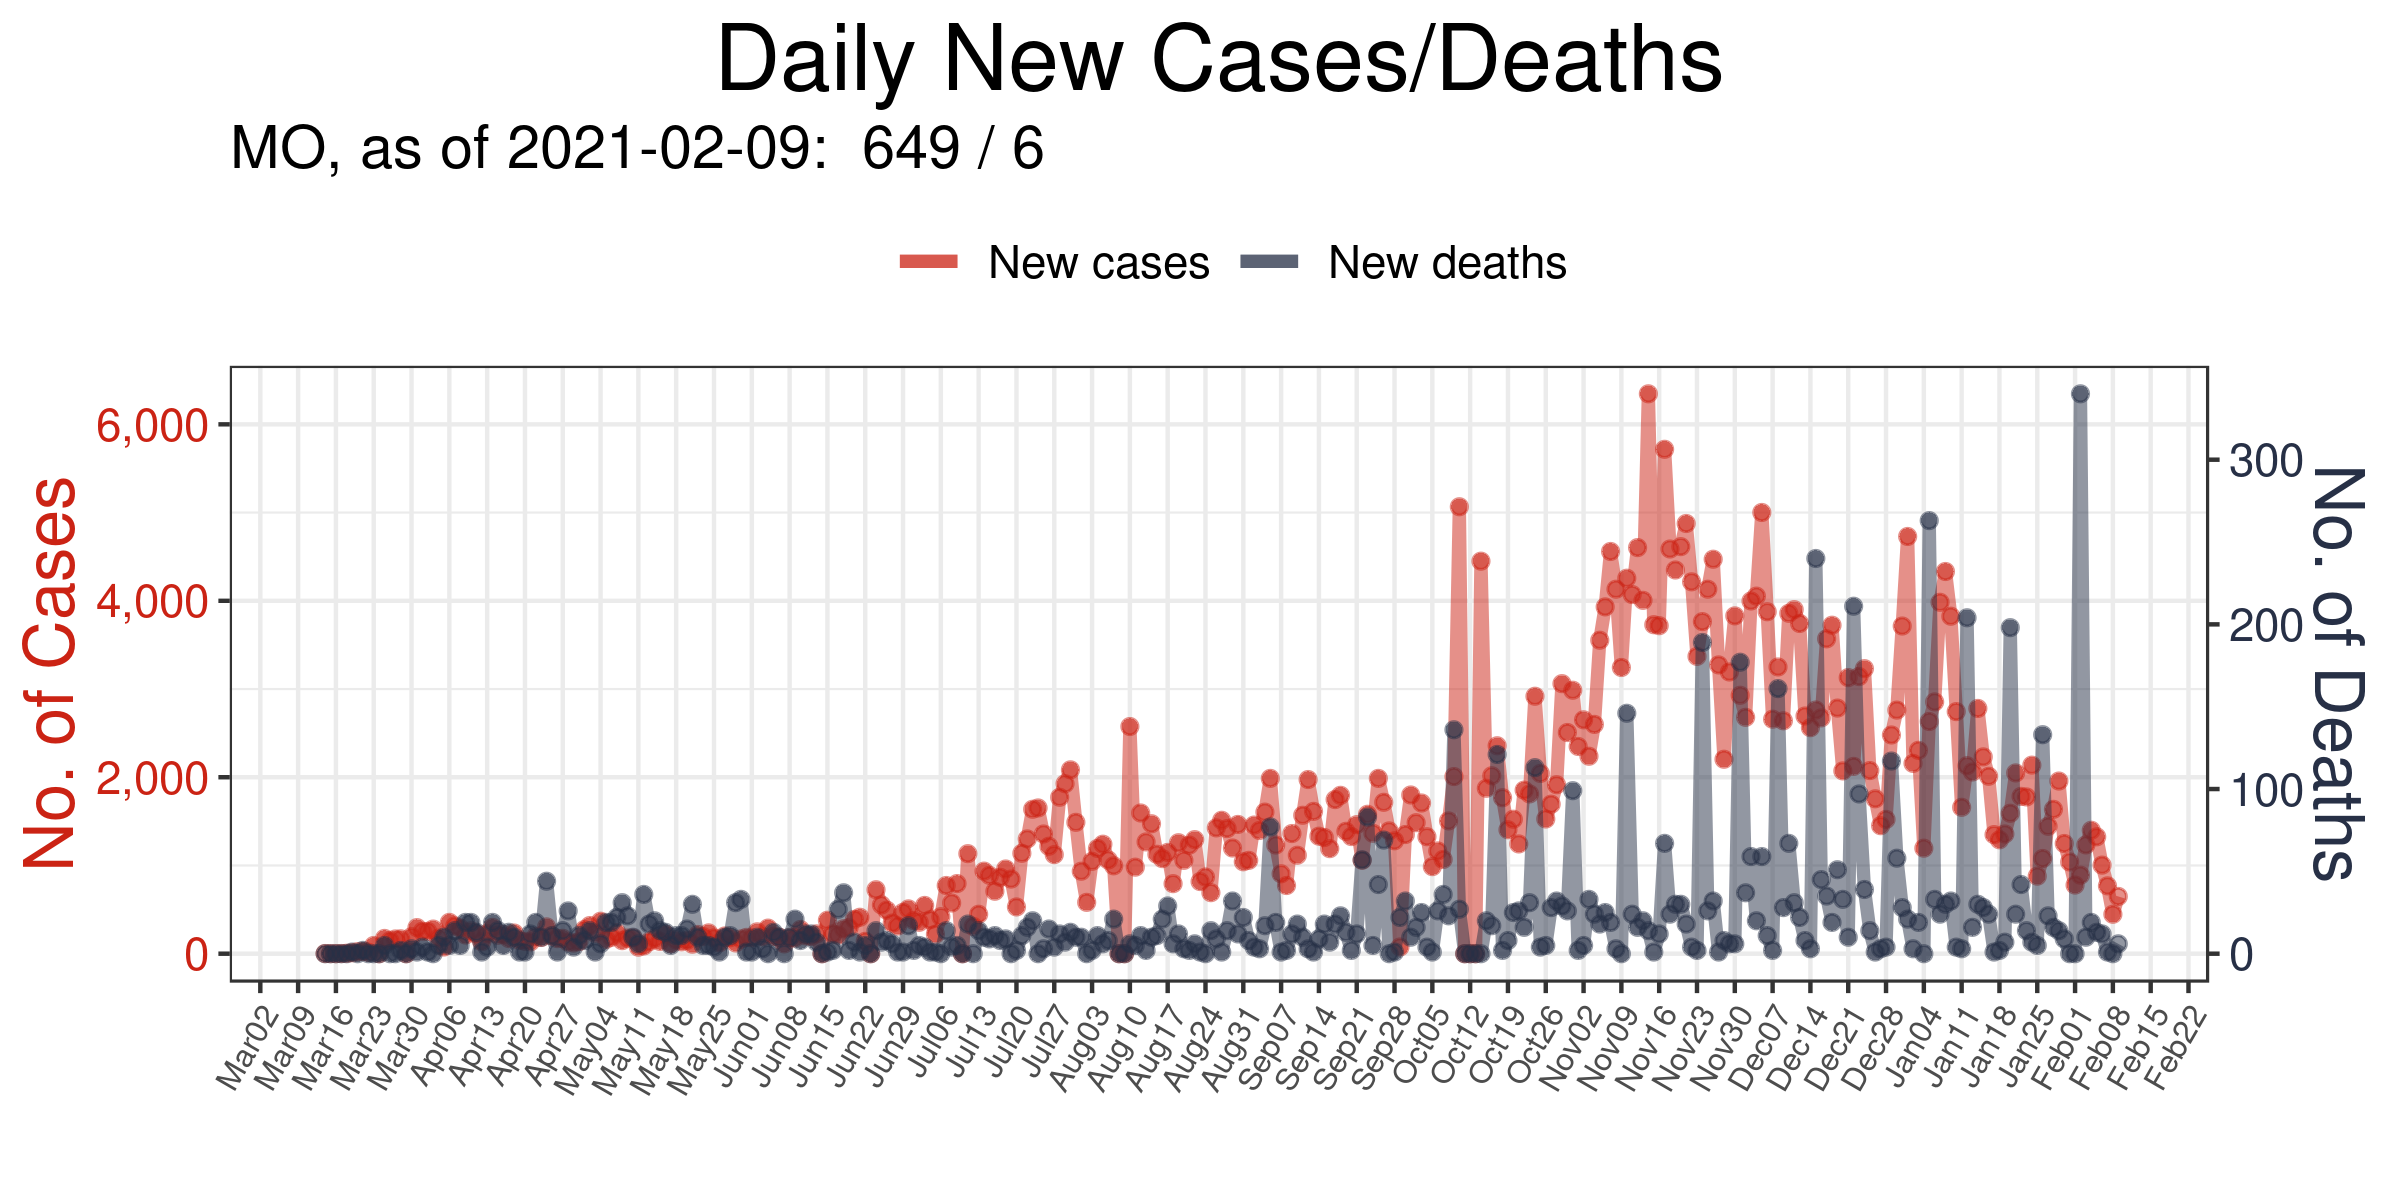 Daily New Cases/Deaths
MO, as of 2021-02-09:  649 / 6
New cases
New deaths
No. of Cases
6,000
4,000
2,000
0
300
200
100
0
No. of Deaths
Mar02
Mar09
Mar16
Mar23
Mar30
Apr06
Apr13
Apr20
Apr27
May04
May11
May18
May25
Jun01
Jun08
Jun15
Jun22
Jun29
Jul06
Jul13
Jul20
Jul27
Aug03
Aug10
Aug17
Aug24
Aug31
Sep07
Sep14
Sep21
Sep28
Oct05
Oct12
Oct19
Oct26
Nov02
Nov09
Nov16
Nov23
Nov30
Dec07
Dec14
Dec21
Dec28
Jan04
Jan11
Jan18
Jan25
Feb01
Feb08
Feb15
Feb22